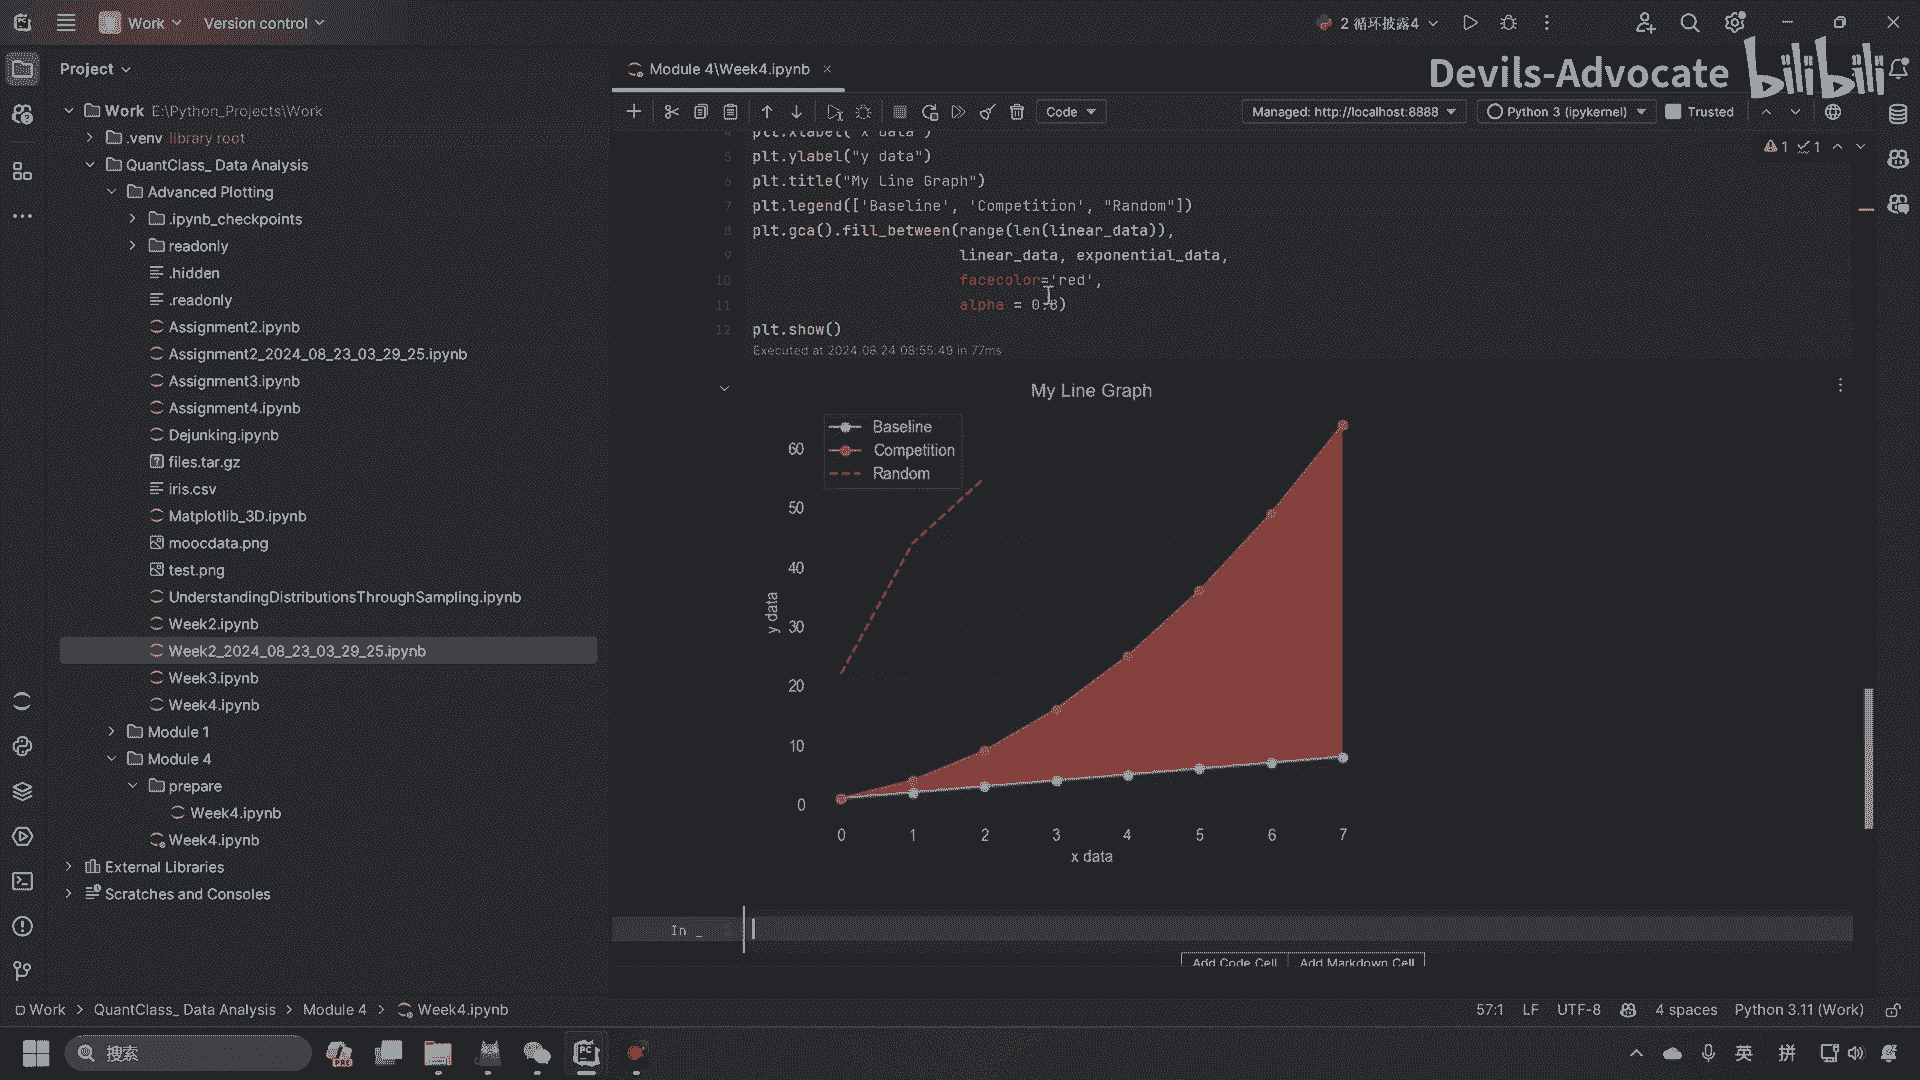 Work
Version control
2 循环披露4
Project
Module 4\Week4.ipynb
Devils-Advocate bilibili
Code
Managed: http://localhost:8888
Python 3 (ipykernel)
Trusted
Work E:\Python_Projects\Work
.venv library root
QuantClass_ Data Analysis
Advanced Plotting
.ipynb_checkpoints
readonly
.hidden
.readonly
Assignment2.ipynb
Assignment2_2024_08_23_03_29_25.ipynb
Assignment3.ipynb
Assignment4.ipynb
Dejunking.ipynb
files.tar.gz
iris.csv
Matplotlib_3D.ipynb
moocdata.png
test.png
UnderstandingDistributionsThroughSampling.ipynb
Week2.ipynb
Week2_2024_08_23_03_29_25.ipynb
Week3.ipynb
Week4.ipynb
Module 1
Module 4
prepare
Week4.ipynb
Week4.ipynb
External Libraries
Scratches and Consoles
1 1
4 plt.xlabel("x data")
5 plt.ylabel("y data")
6 plt.title("My Line Graph")
7 plt.legend(['Baseline', 'Competition', "Random"])
8 plt.gca().fill_between(range(len(linear_data)),
9 linear_data, exponential_data,
10 facecolor='red',
11 alpha = 0.8)
12 plt.show()
Executed at 2024.08.24 08:55:49 in 77ms
My Line Graph
Baseline
Competition
Random
60
50
40
30
20
10
0
y data
0 1 2 3 4 5 6 7
x data
In _
Add Code Cell Add Markdown Cell
Work > QuantClass_ Data Analysis > Module 4 > Week4.ipynb
57:1 LF UTF-8 4 spaces Python 3.11 (Work)
搜索
英 拼